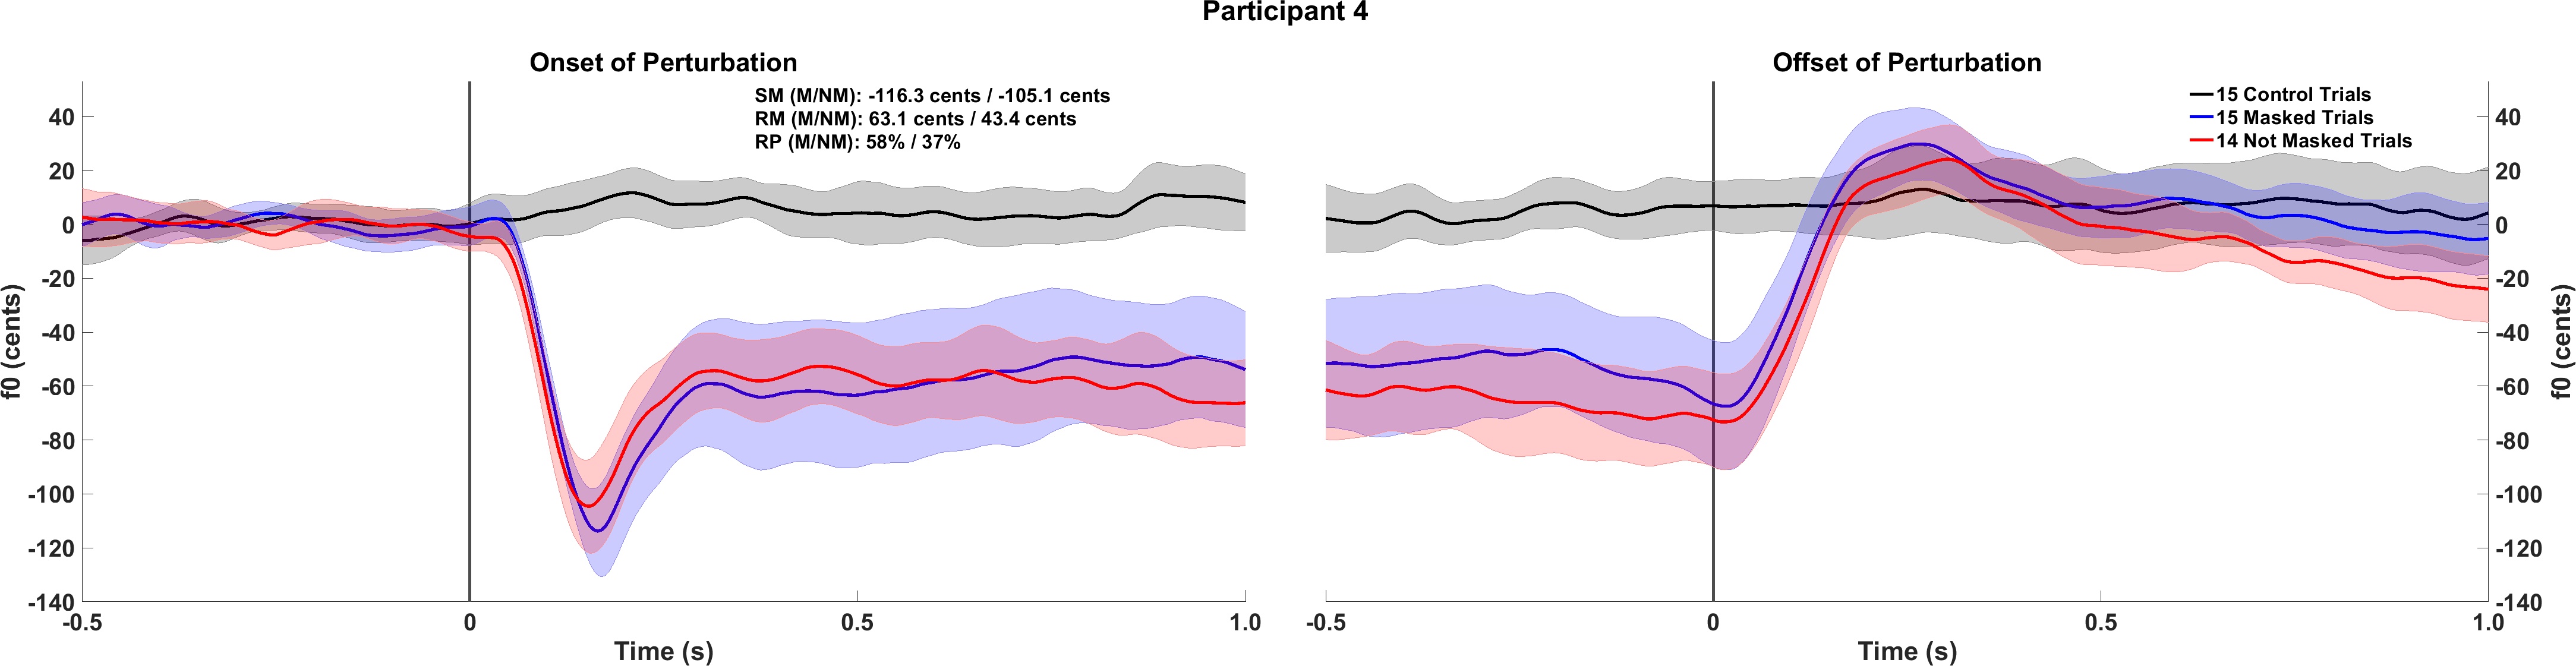 Participant 4
Onset of Perturbation
SM (M/NM): -116.3 cents / -105.1 cents
RM (M/NM): 63.1 cents / 43.4 cents
RP (M/NM): 58% / 37%
f0 (cents)
40
20
0
-20
-40
-60
-80
-100
-120
-140
-0.5
0
0.5
1.0
Time (s)
Offset of Perturbation
15 Control Trials
15 Masked Trials
14 Not Masked Trials
40
20
0
-20
-40
-60
-80
-100
-120
-140
f0 (cents)
-0.5
0
0.5
1.0
Time (s)